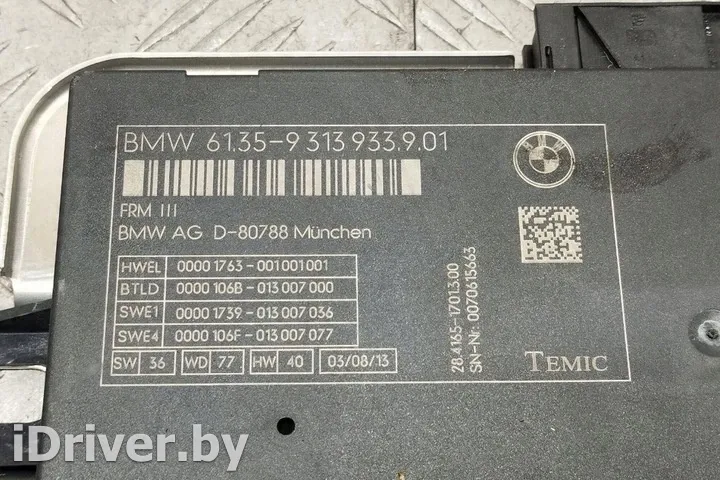 BMW 61.35-9 313 933.9.01
BMW
FRM III
BMW AG D-80788 München
HWEL 0000 1763-001 001 001
BTLD 0000 106B-013 007 000
SWE1 0000 1739-013 007 036
SWE4 0000 106F-013 007 077
SW 36 WD 77 HW 40 03/08/13
28.4165-1701.3.00
SN-Nr: 0070615663
TEMIC
iDriver.by